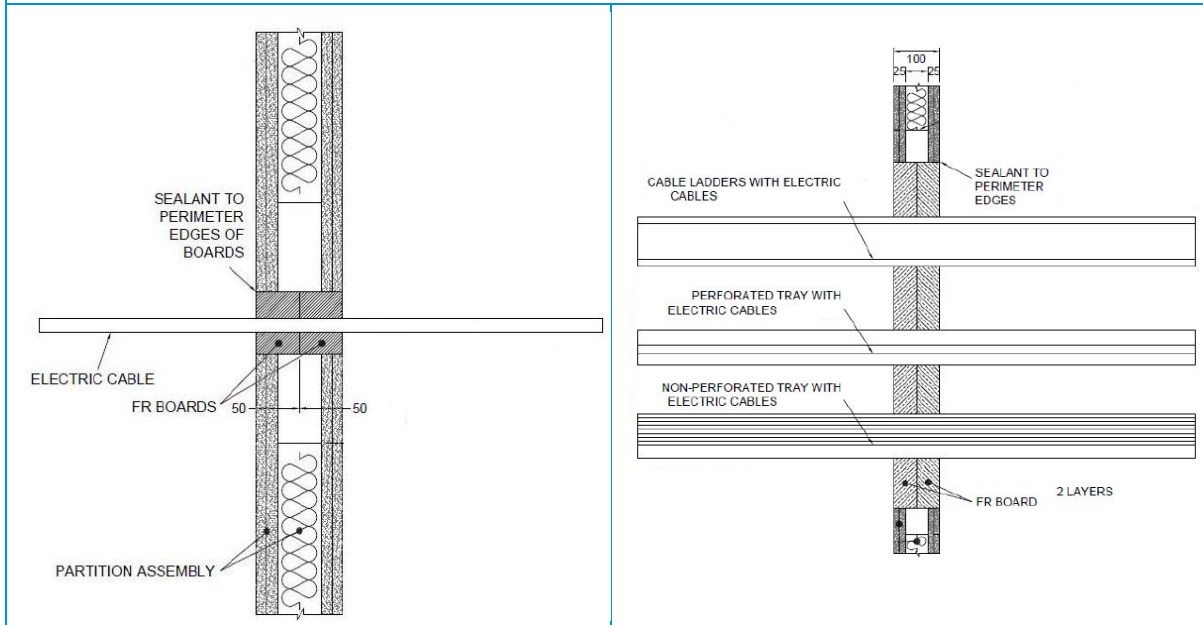 SEALANT TO
PERIMETER
EDGES OF
BOARDS
ELECTRIC CABLE
FR BOARDS
50
50
PARTITION ASSEMBLY
100
25
25
CABLE LADDERS WITH ELECTRIC
CABLES
SEALANT TO
PERIMETER
EDGES
PERFORATED TRAY WITH
ELECTRIC CABLES
NON-PERFORATED TRAY WITH
ELECTRIC CABLES
2 LAYERS
FR BOARD